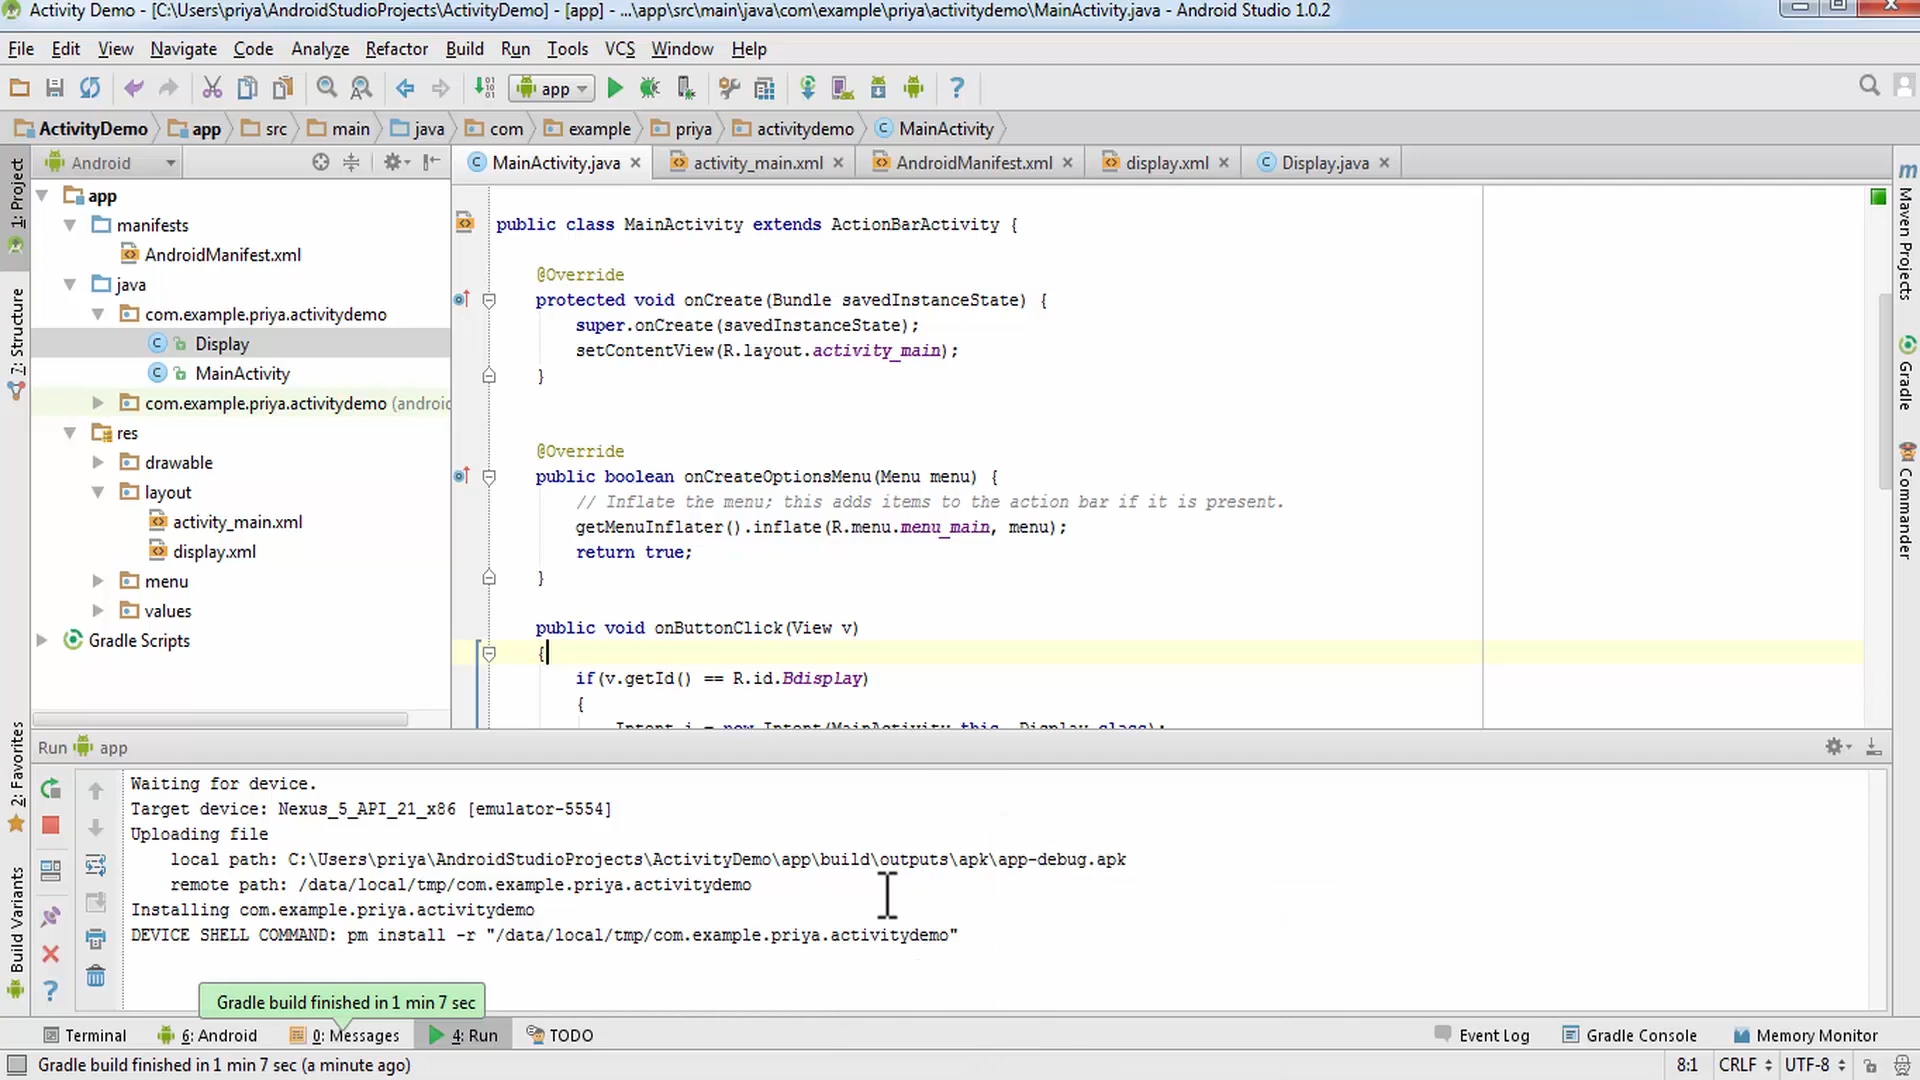 Activity Demo - [C:\Users\priya\AndroidStudioProjects\ActivityDemo] - [app] - ...\app\src\main\java\com\example\priya\activitydemo\MainActivity.java - Android Studio 1.0.2
File Edit View Navigate Code Analyze Refactor Build Run Tools VCS Window Help
app
ActivityDemo app src main java com example priya activitydemo MainActivity
Android
MainActivity.java activity_main.xml AndroidManifest.xml display.xml Display.java
1: Project
7: Structure
2: Favorites
Build Variants
app
manifests
AndroidManifest.xml
java
com.example.priya.activitydemo
Display
MainActivity
com.example.priya.activitydemo (androi
res
drawable
layout
activity_main.xml
display.xml
menu
values
Gradle Scripts
public class MainActivity extends ActionBarActivity {
@Override
protected void onCreate(Bundle savedInstanceState) {
super.onCreate(savedInstanceState);
setContentView(R.layout.activity_main);
}
@Override
public boolean onCreateOptionsMenu(Menu menu) {
// Inflate the menu; this adds items to the action bar if it is present.
getMenuInflater().inflate(R.menu.menu_main, menu);
return true;
}
public void onButtonClick(View v)
{
if(v.getId() == R.id.Bdisplay)
{
Intent i = new Intent(MainActivity.this, Display.class);
Maven Projects
Gradle
Commander
Run app
Waiting for device.
Target device: Nexus_5_API_21_x86 [emulator-5554]
Uploading file
local path: C:\Users\priya\AndroidStudioProjects\ActivityDemo\app\build\outputs\apk\app-debug.apk
remote path: /data/local/tmp/com.example.priya.activitydemo
Installing com.example.priya.activitydemo
DEVICE SHELL COMMAND: pm install -r "/data/local/tmp/com.example.priya.activitydemo"
Gradle build finished in 1 min 7 sec
Terminal 6: Android 0: Messages 4: Run TODO Event Log Gradle Console Memory Monitor
Gradle build finished in 1 min 7 sec (a minute ago) 8:1 CRLF UTF-8